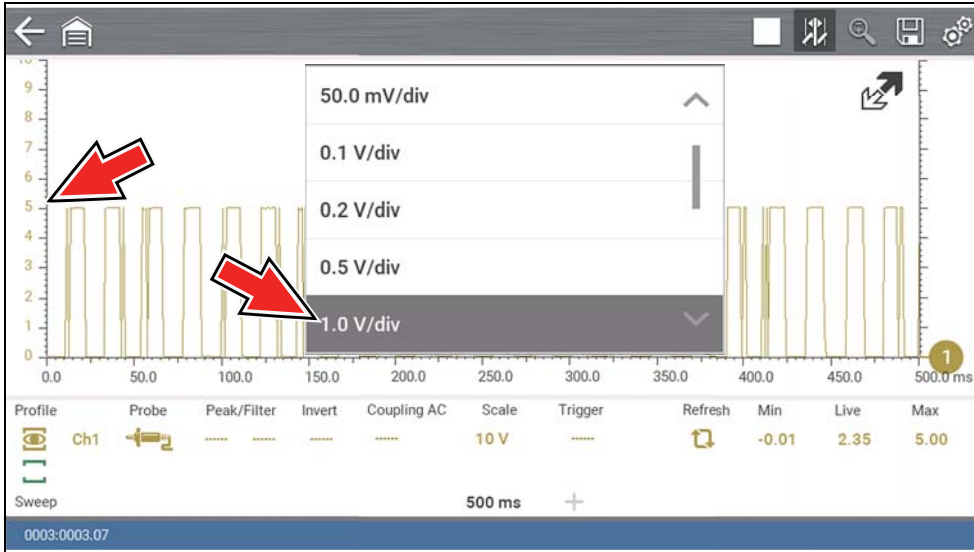 10
50.0 mV/div
9
8
0.1 V/div
7
6
5
0.2 V/div
4
3
0.5 V/div
2
1
1.0 V/div
0
1
0.0 50.0 100.0 150.0 200.0 250.0 300.0 350.0 400.0 450.0 500.0 ms
Profile Probe Peak/Filter Invert Coupling AC Scale Trigger Refresh Min Live Max
Ch1 ------ ------ ------ ------ 10 V ------ -0.01 2.35 5.00
Sweep 500 ms +
0003:0003.07